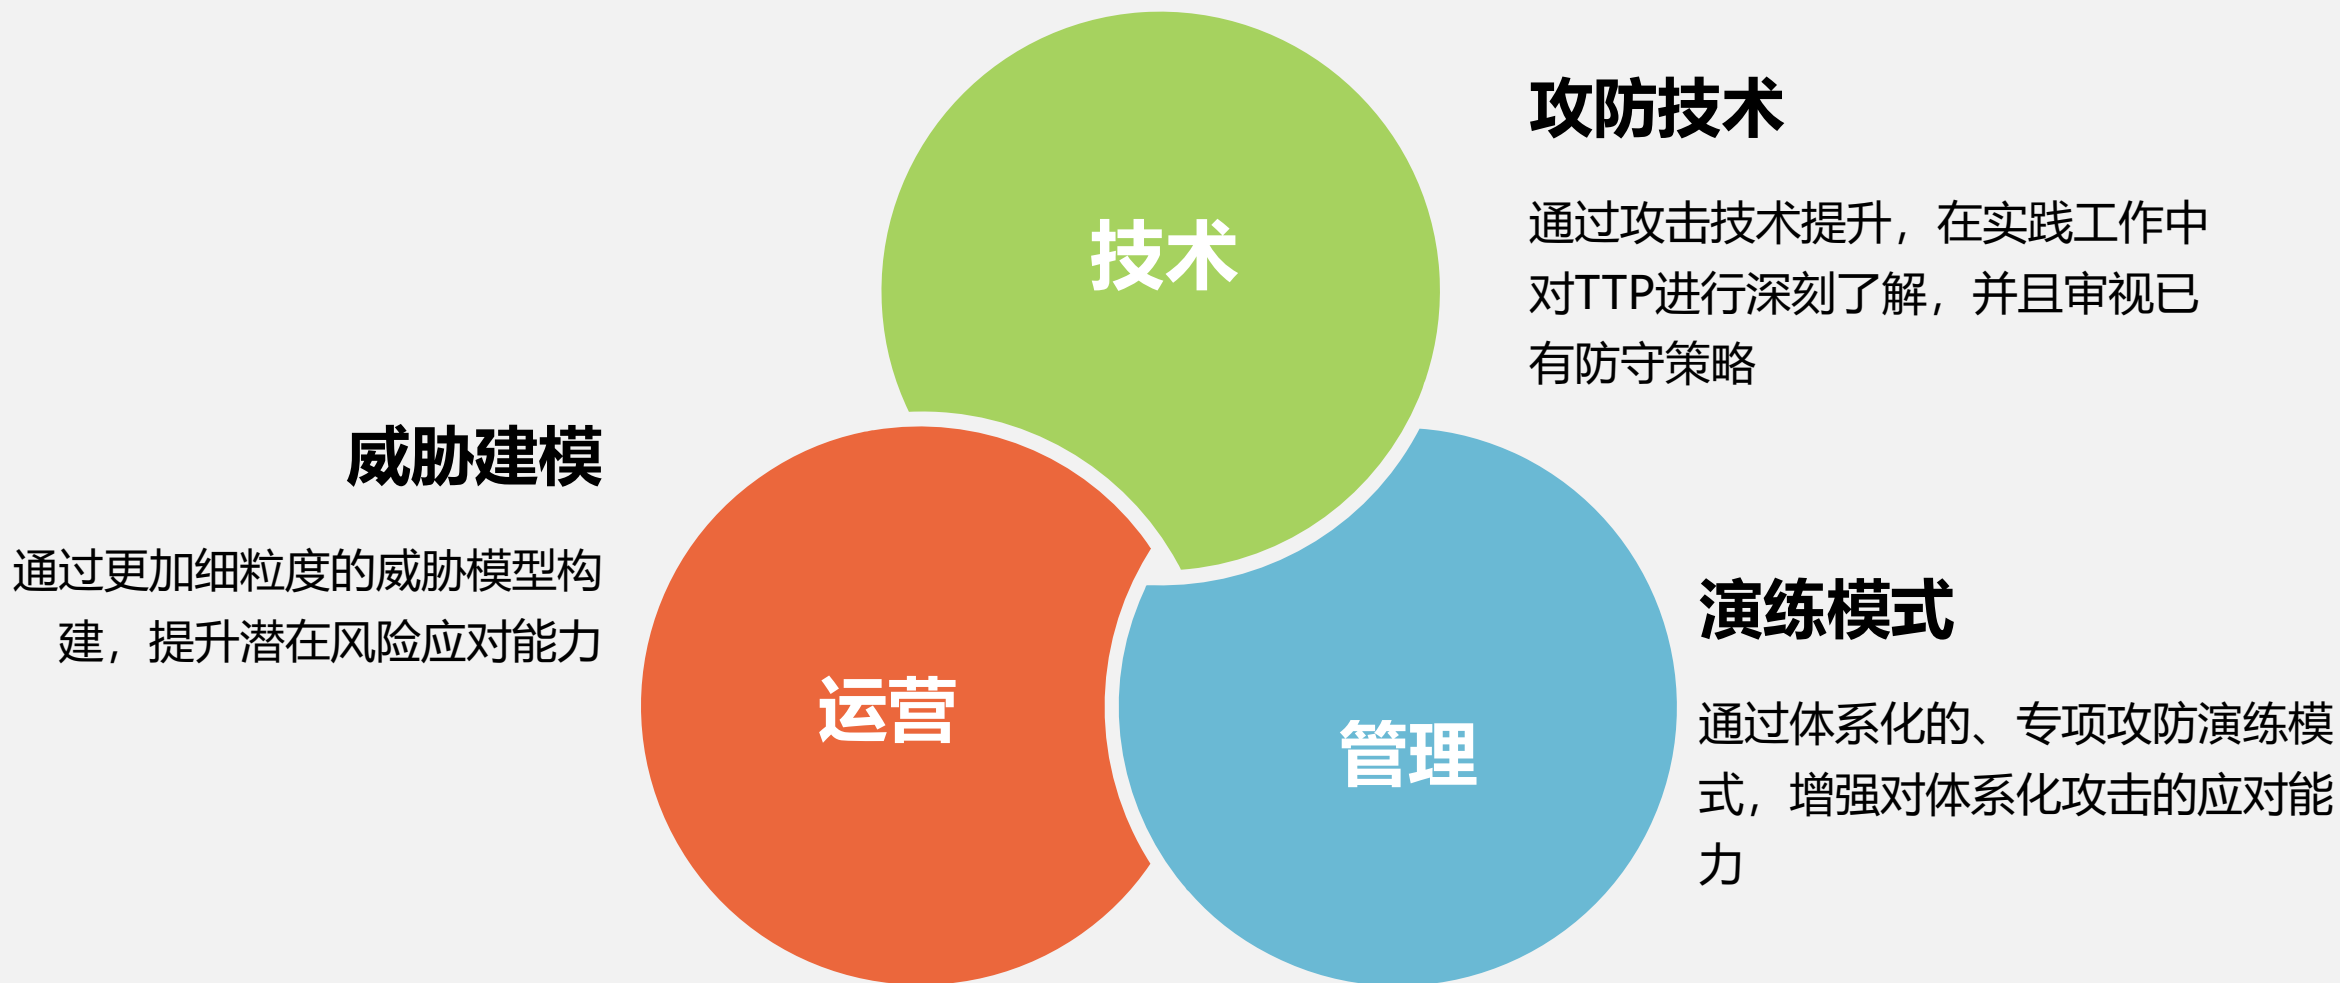 技术
攻防技术
通过攻击技术提升，在实践工作中
对TTP进行深刻了解，并且审视已
有防守策略
威胁建模
通过更加细粒度的威胁模型构
建，提升潜在风险应对能力
运营
管理
演练模式
通过体系化的、专项攻防演练模
式，增强对体系化攻击的应对能
力